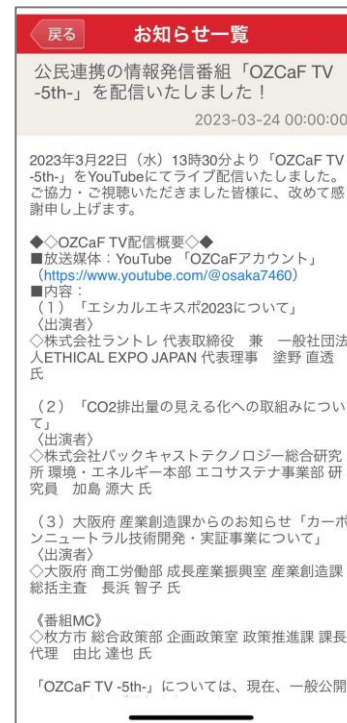 戻る
お知らせ一覧
公民連携の情報発信番組「OZCaF TV
-5th-」を配信いたしました！
2023-03-24 00:00:00
2023年3月22日（水）13時30分より「OZCaF TV
-5th-」をYouTubeにてライブ配信いたしました。
ご協力・ご視聴いただきました皆様に、改めて感
謝申し上げます。
◆◇OZCaF TV配信概要◇◆
■放送媒体：YouTube 「OZCaFアカウント」
（https://www.youtube.com/@osaka7460）
■内容：
（１）「エシカルエキスポ2023について」
〈出演者〉
◇株式会社ラントレ 代表取締役　兼　一般社団法
人ETHICAL EXPO JAPAN 代表理事　塗野 直透
氏
（２）「CO2排出量の見える化への取組みについ
て」
〈出演者〉
◇株式会社バックキャストテクノロジー総合研究
所 環境・エネルギー本部 エコサステナ事業部 研
究員　加島 源大 氏
（３）大阪府 産業創造課からのお知らせ「カーボ
ンニュートラル技術開発・実証事業について」
〈出演者〉
◇大阪府 商工労働部 成長産業振興室 産業創造課
総括主査　長浜 智子 氏
《番組MC》
◇枚方市 総合政策部 企画政策室 政策推進課 課長
代理　由比 達也 氏
「OZCaF TV -5th-」については、現在、一般公開